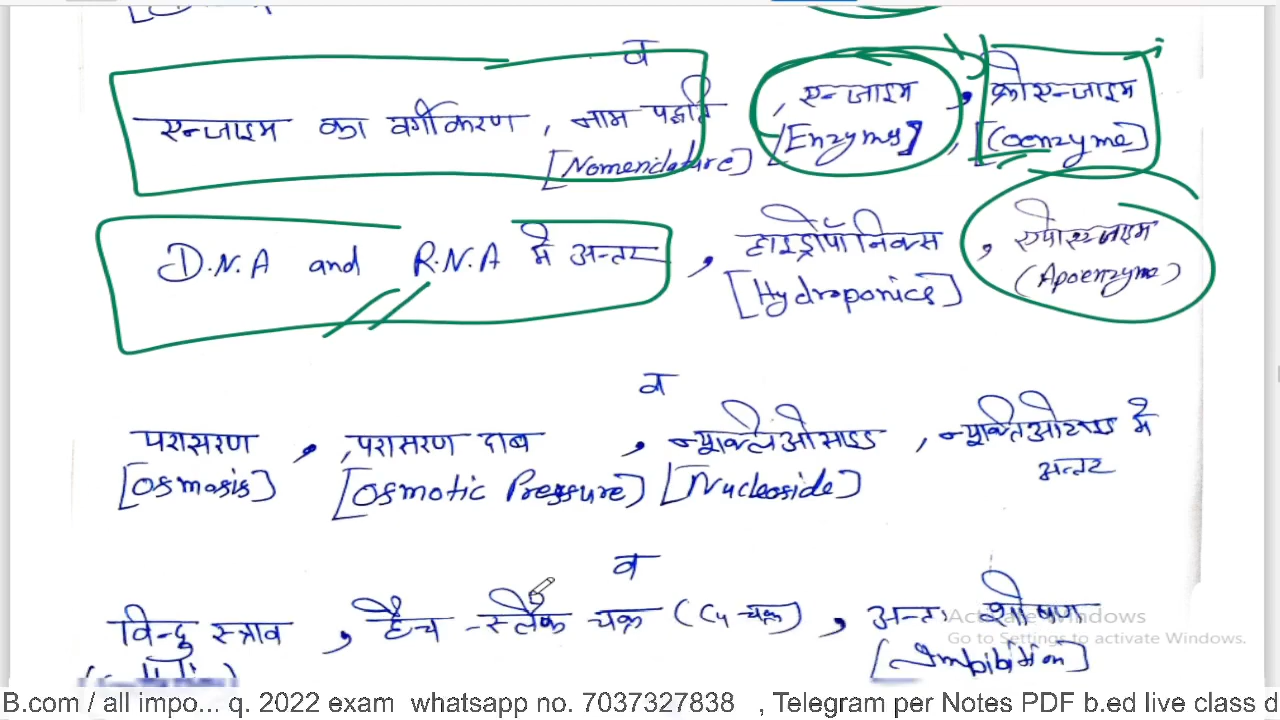 व
एन्जाइम का वर्गीकरण, नाम पद्धति, एन्जाइम, कोएन्जाइम
[Nomenclature] [Enzymes], [Coenzyme]
D.N.A and R.N.A में अन्तर, हाइड्रोपॉनिक्स, एपोएन्जाइम
[Hydroponics] (Apoenzyme)
व
परासरण, परासरण दाब, न्यूक्लिओसाइड, न्यूक्लिओटाइड में
[Osmosis] [Osmotic Pressure] [Nucleoside] अन्तर
व
विन्दु स्त्राव, हैच-स्लैक चक्र (C4-चक्र), अन्तः शोषण
[Imbibition]
Activate Windows
Go to Settings to activate Windows.
B.com / all impo... q. 2022 exam whatsapp no. 7037327838 , Telegram per Notes PDF b.ed live class d